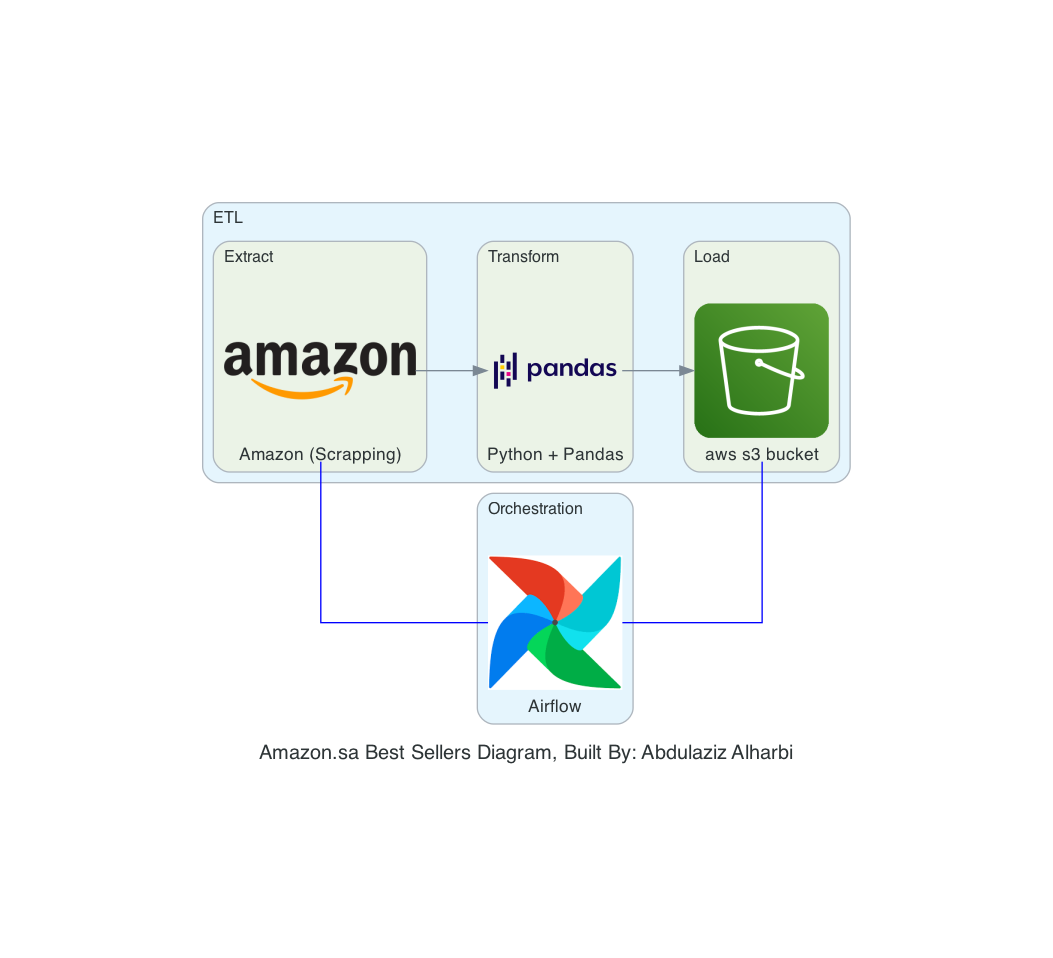 ETL
Extract
Transform
Load
amazon
pandas
Amazon (Scrapping)
Python + Pandas
aws s3 bucket
Orchestration
Airflow
Amazon.sa Best Sellers Diagram, Built By: Abdulaziz Alharbi